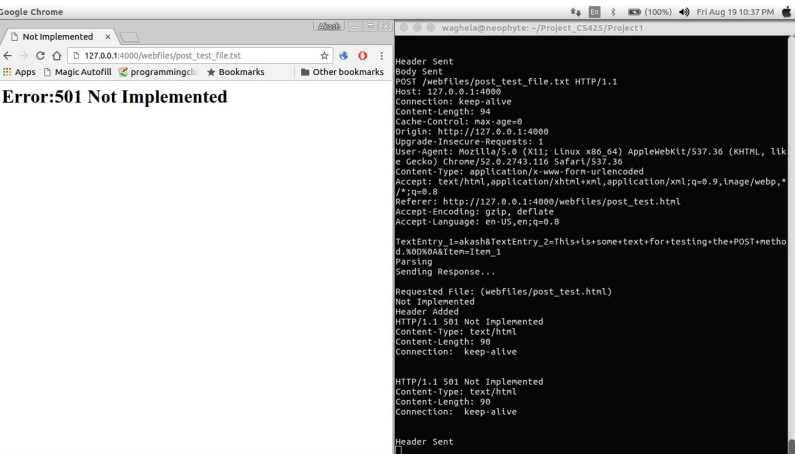 Google Chrome
En (100%) Fri Aug 19 10:37 PM
Not Implemented ×
Akash
127.0.0.1:4000/webfiles/post_test_file.txt
Apps Magic Autofill programmingclu Bookmarks Other bookmarks
Error:501 Not Implemented
waghela@neophyte: ~/Project_CS425/Project1
Header Sent
Body Sent
POST /webfiles/post_test_file.txt HTTP/1.1
Host: 127.0.0.1:4000
Connection: keep-alive
Content-Length: 94
Cache-Control: max-age=0
Origin: http://127.0.0.1:4000
Upgrade-Insecure-Requests: 1
User-Agent: Mozilla/5.0 (X11; Linux x86_64) AppleWebKit/537.36 (KHTML, lik
e Gecko) Chrome/52.0.2743.116 Safari/537.36
Content-Type: application/x-www-form-urlencoded
Accept: text/html,application/xhtml+xml,application/xml;q=0.9,image/webp,*
/*;q=0.8
Referer: http://127.0.0.1:4000/webfiles/post_test.html
Accept-Encoding: gzip, deflate
Accept-Language: en-US,en;q=0.8
TextEntry_1=akash&TextEntry_2=This+is+some+text+for+testing+the+POST+metho
d.%0D%0A&Item=Item_1
Parsing
Sending Response...
Requested File: (webfiles/post_test.html)
Not Implemented
Header Added
HTTP/1.1 501 Not Implemented
Content-Type: text/html
Content-Length: 90
Connection:  keep-alive
HTTP/1.1 501 Not Implemented
Content-Type: text/html
Content-Length: 90
Connection:  keep-alive
Header Sent